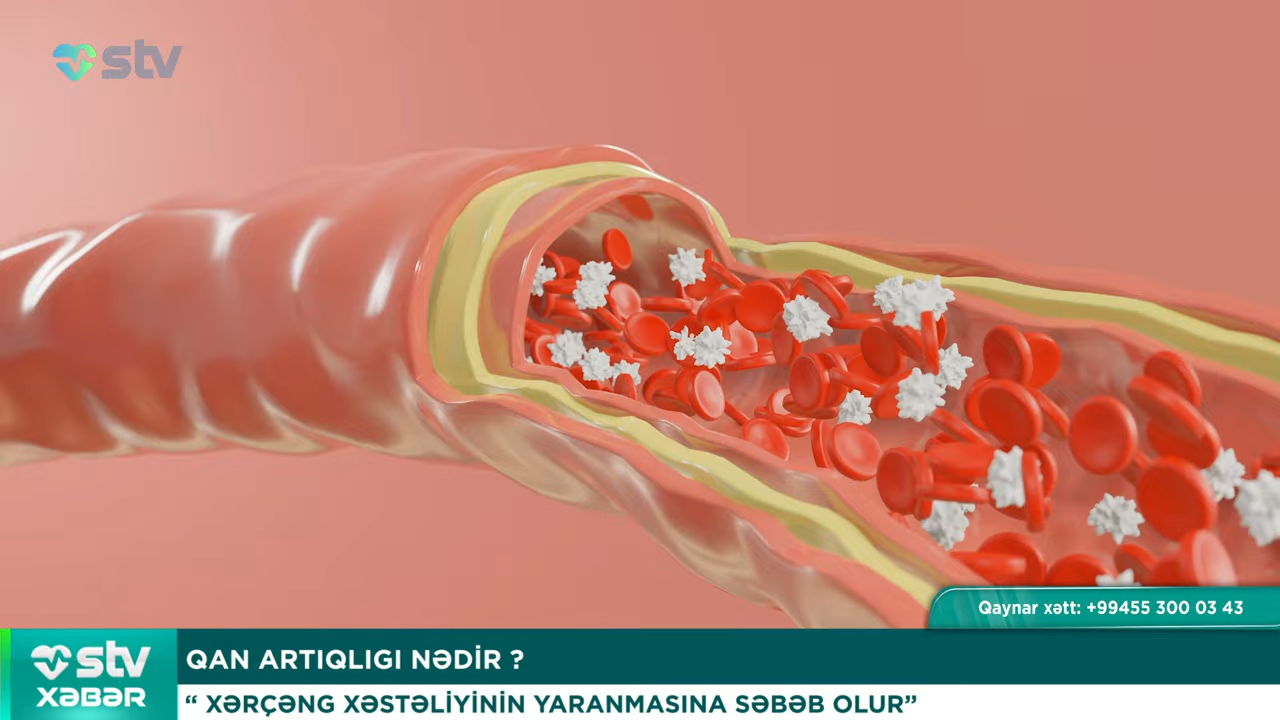 stv
Qaynar xətt: +99455 300 03 43
stv
XƏBƏR
QAN ARTIQLIGI NƏDİR ?
“ XƏRÇƏNG XƏSTƏLİYİNİN YARANMASINA SƏBƏB OLUR”